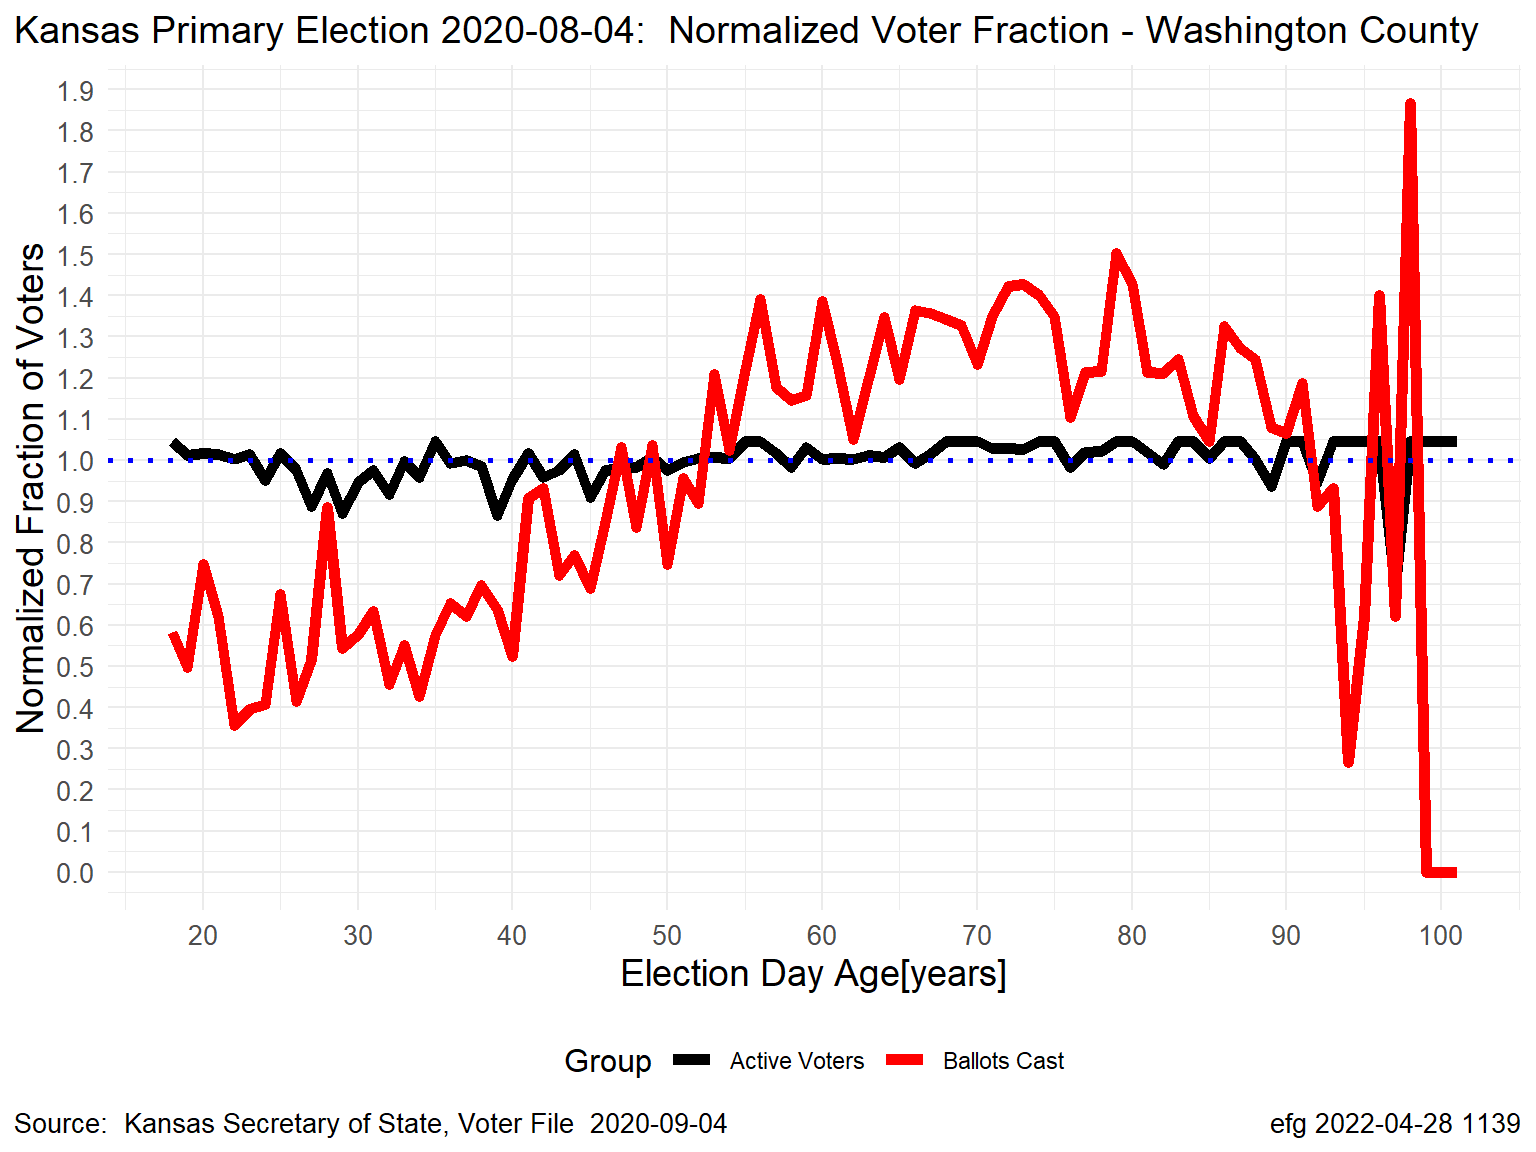 Kansas Primary Election 2020-08-04:  Normalized Voter Fraction - Washington County
Normalized Fraction of Voters
1.9
1.8
1.7
1.6
1.5
1.4
1.3
1.2
1.1
1.0
0.9
0.8
0.7
0.6
0.5
0.4
0.3
0.2
0.1
0.0
20 30 40 50 60 70 80 90 100
Election Day Age[years]
Group Active Voters Ballots Cast
Source:  Kansas Secretary of State, Voter File  2020-09-04
efg 2022-04-28 1139